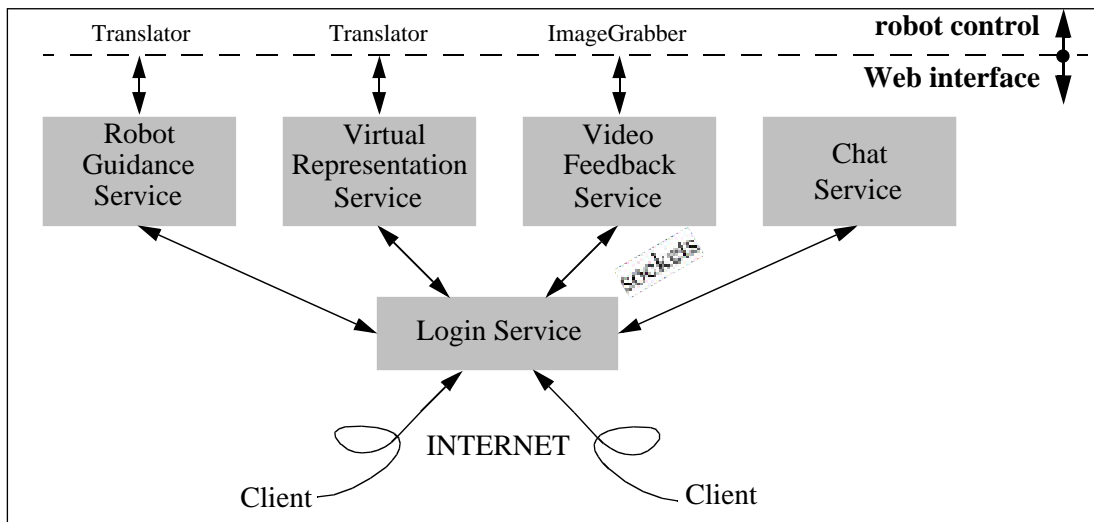 Translator
Translator
ImageGrabber
robot control
Web interface
Robot
Guidance
Service
Virtual
Representation
Service
Video
Feedback
Service
Chat
Service
sockets
Login Service
INTERNET
Client
Client